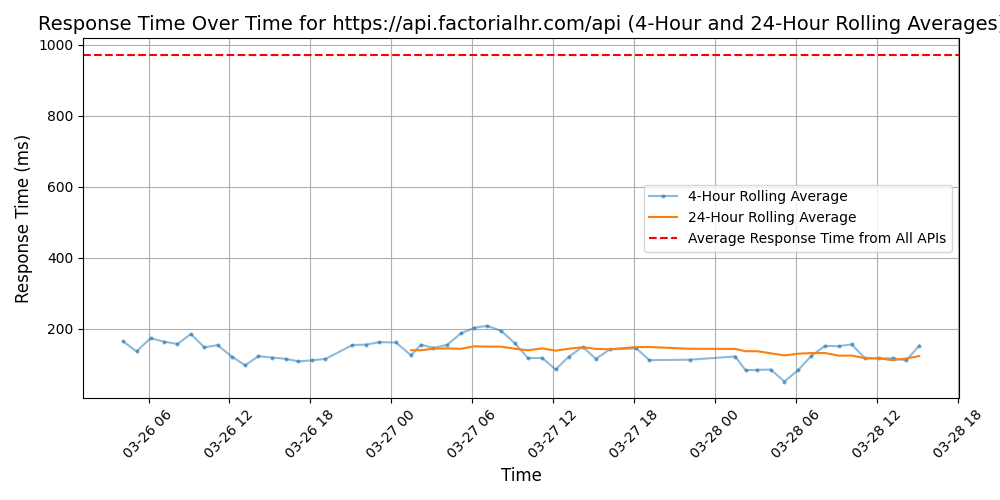 Response Time Over Time for https://api.factorialhr.com/api (4-Hour and 24-Hour Rolling Averages)
Response Time (ms)
1000
800
600
400
200
4-Hour Rolling Average
24-Hour Rolling Average
Average Response Time from All APIs
03-26 06
03-26 12
03-26 18
03-27 00
03-27 06
03-27 12
03-27 18
03-28 00
03-28 06
03-28 12
03-28 18
Time